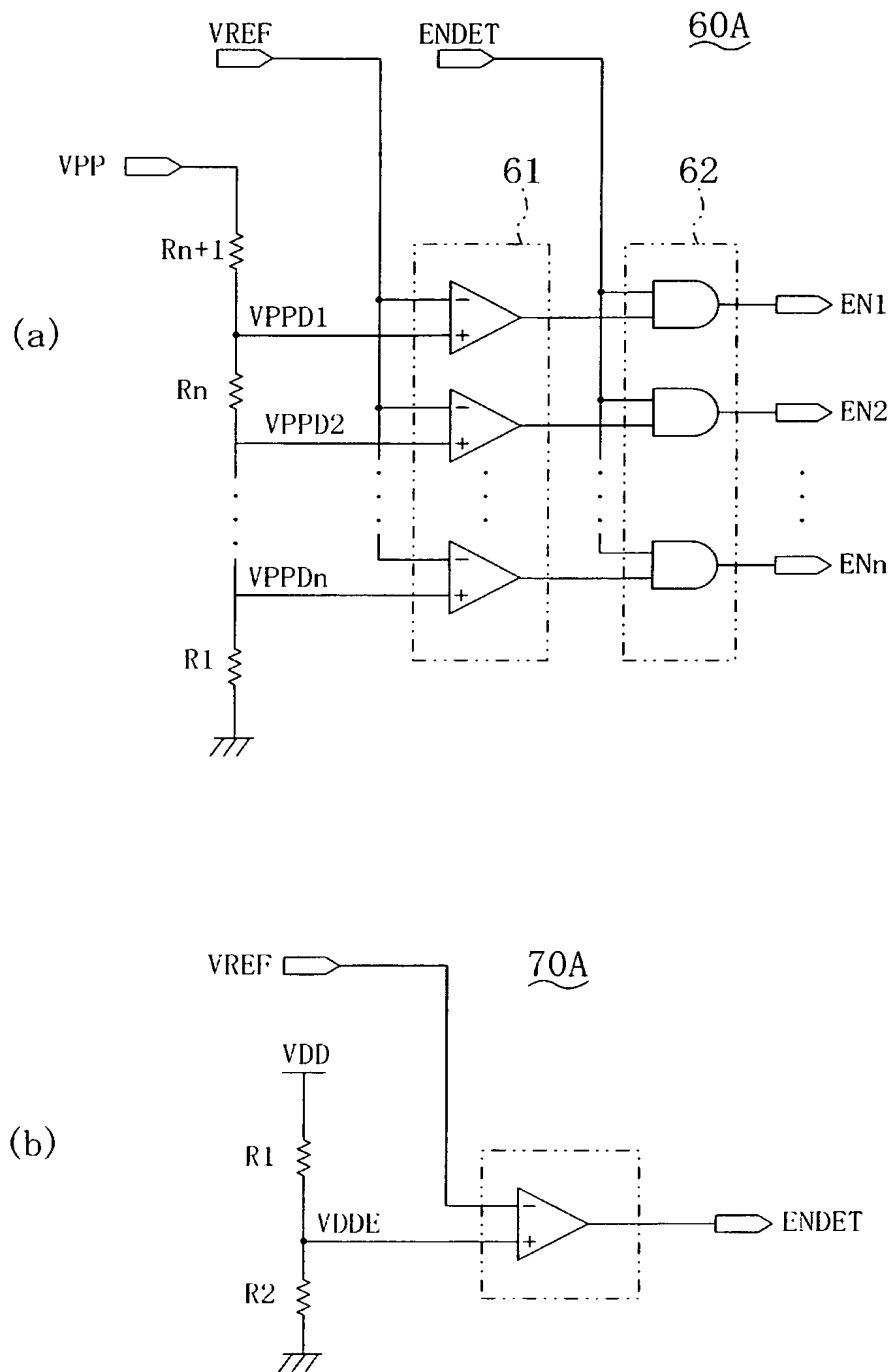 VREF
ENDET
60A
VPP
61
62
Rn+1
−
+
VPPD1
EN1
(a)
Rn
−
+
VPPD2
EN2
−
+
VPPDn
ENn
R1
VREF
70A
VDD
(b)
R1
−
+
VDDE
ENDET
R2